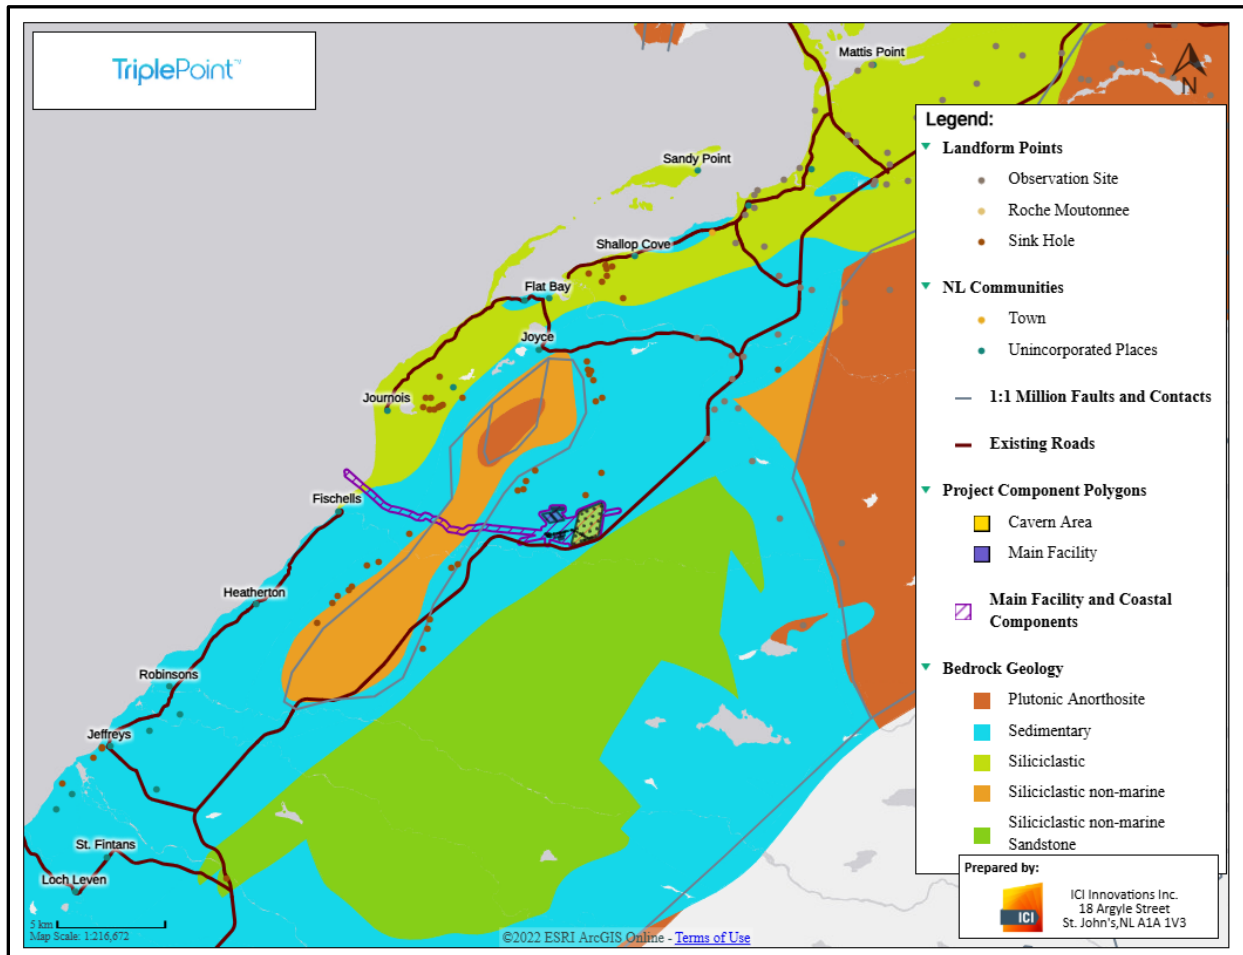 TriplePoint™
Mattis Point
N
Sandy Point
Shallop Cove
Flat Bay
Joyce
Journois
Fischells
Heatherton
Robinsons
Jeffreys
St. Fintans
Loch Leven
Legend:
Landform Points
Observation Site
Roche Moutonnee
Sink Hole
NL Communities
Town
Unincorporated Places
1:1 Million Faults and Contacts
Existing Roads
Project Component Polygons
Cavern Area
Main Facility
Main Facility and Coastal
Components
Bedrock Geology
Plutonic Anorthosite
Sedimentary
Siliciclastic
Siliciclastic non-marine
Siliciclastic non-marine
Sandstone
Prepared by:
ICI
ICI Innovations Inc.
18 Argyle Street
St. John's,NL A1A 1V3
5 km
Map Scale: 1:216,672
©2022 ESRI ArcGIS Online - Terms of Use